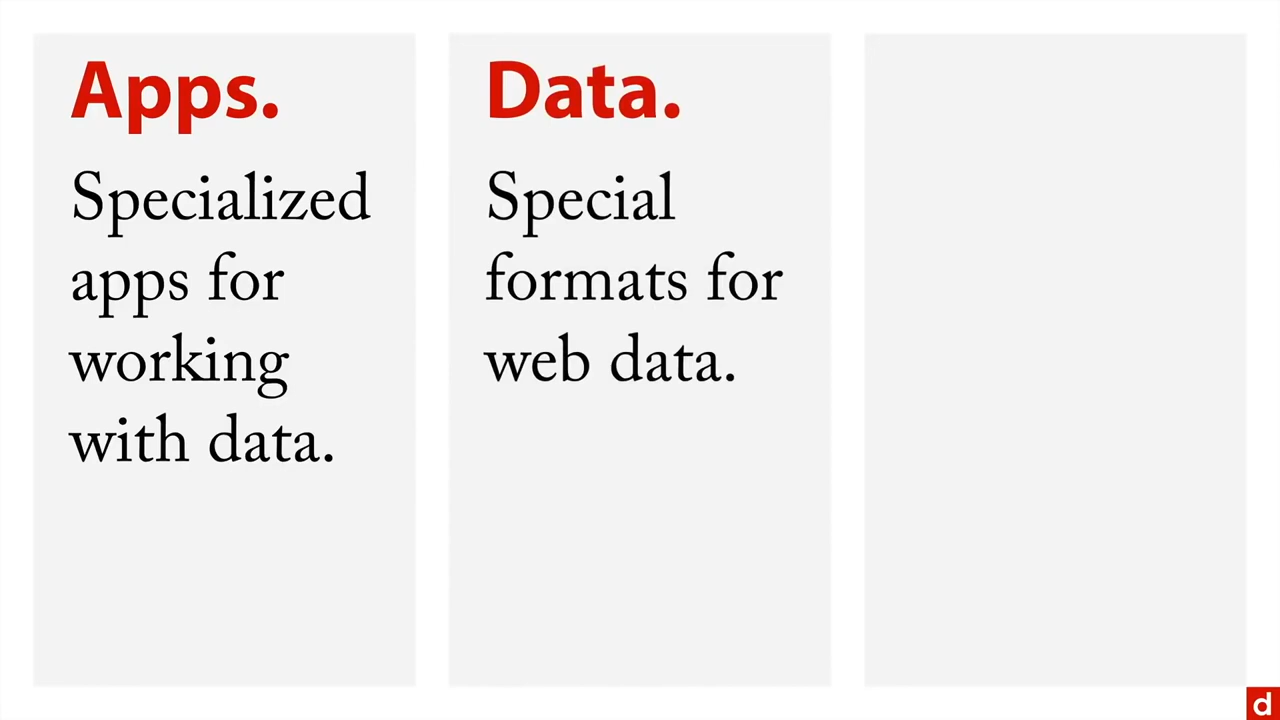 Apps.
Specialized
apps for
working
with data.
Data.
Special
formats for
web data.
d